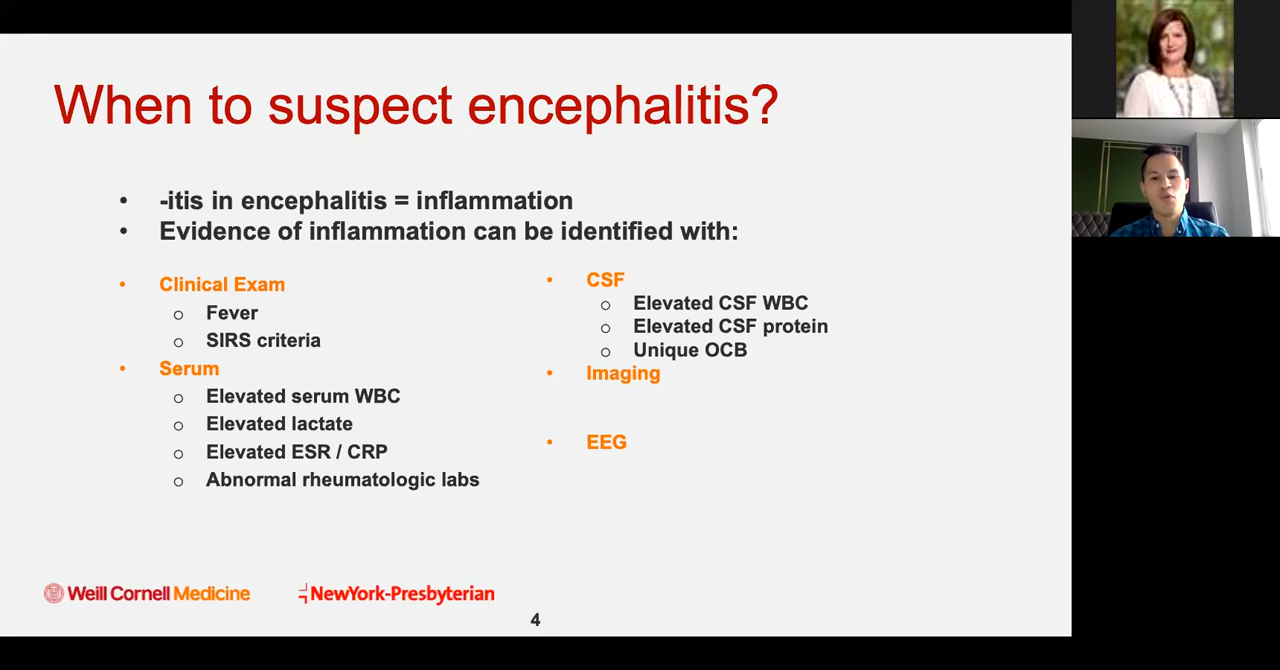 When to suspect encephalitis?
• -itis in encephalitis = inflammation
• Evidence of inflammation can be identified with:
• Clinical Exam
o Fever
o SIRS criteria
• Serum
o Elevated serum WBC
o Elevated lactate
o Elevated ESR / CRP
o Abnormal rheumatologic labs
• CSF
o Elevated CSF WBC
o Elevated CSF protein
o Unique OCB
• Imaging
• EEG
Weill Cornell Medicine
NewYork-Presbyterian
4